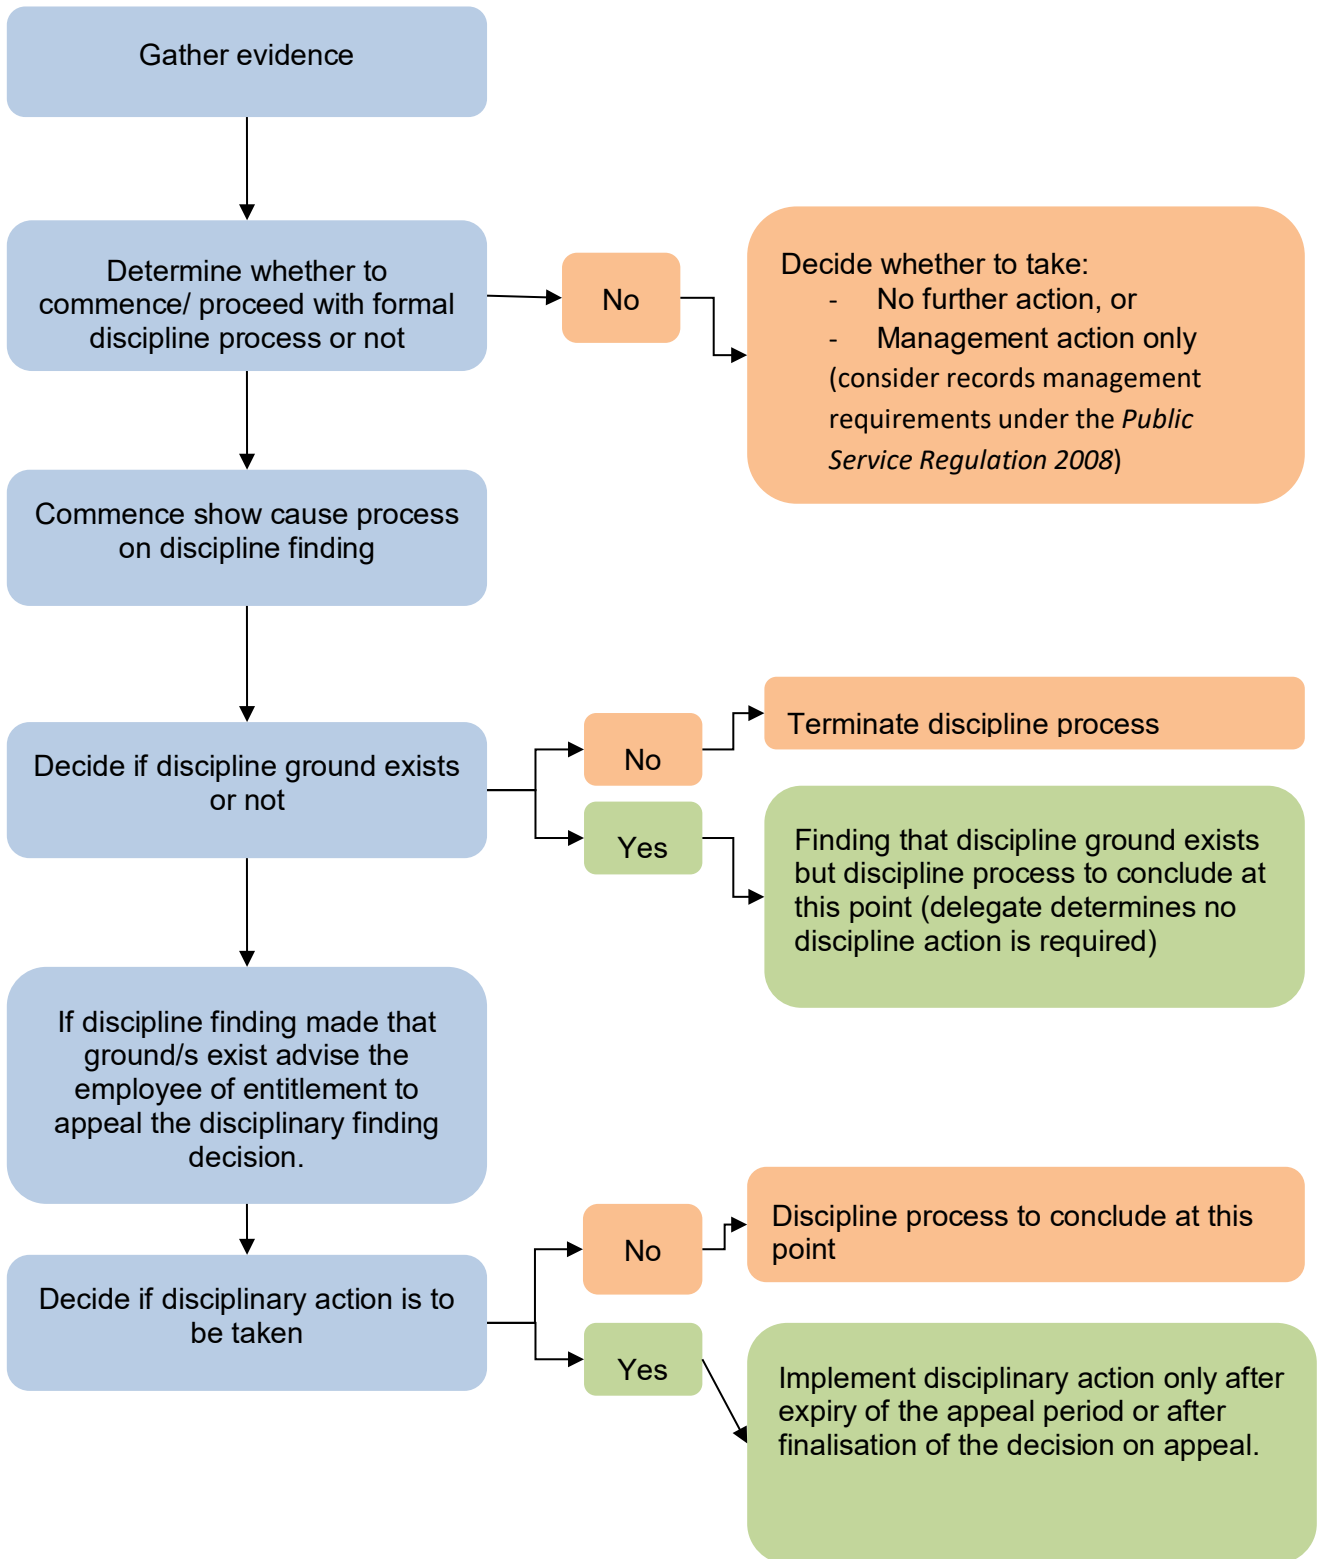 Gather evidence
Determine whether to
commence/ proceed with formal
discipline process or not
No
Decide whether to take:
- No further action, or
- Management action only
(consider records management
requirements under the Public
Service Regulation 2008)
Commence show cause process
on discipline finding
Decide if discipline ground exists
or not
No
Terminate discipline process
Yes
Finding that discipline ground exists
but discipline process to conclude at
this point (delegate determines no
discipline action is required)
If discipline finding made that
ground/s exist advise the
employee of entitlement to
appeal the disciplinary finding
decision.
Decide if disciplinary action is to
be taken
No
Discipline process to conclude at this
point
Yes
Implement disciplinary action only after
expiry of the appeal period or after
finalisation of the decision on appeal.